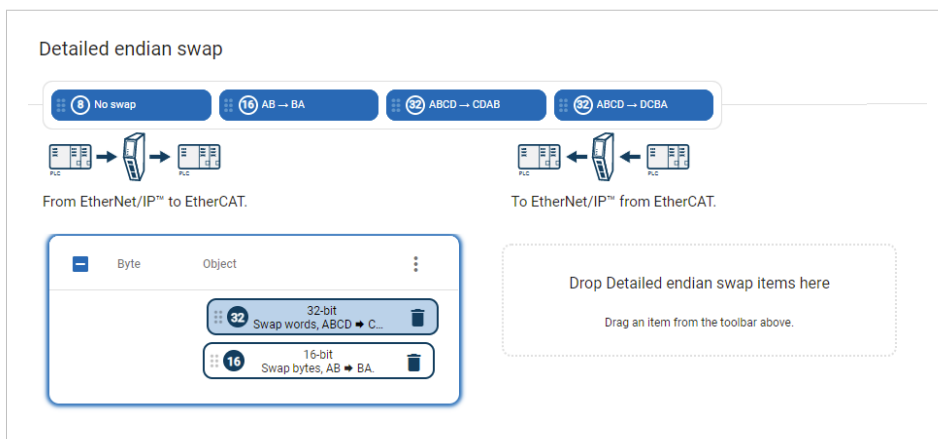 Detailed endian swap
8 No swap
16 AB → BA
32 ABCD → CDAB
32 ABCD → DCBA
PLC
PLC
PLC
PLC
From EtherNet/IP™ to EtherCAT.
To EtherNet/IP™ from EtherCAT.
Byte Object
32 32-bit
Swap words, ABCD ➡ C...
16 16-bit
Swap bytes, AB ➡ BA.
Drop Detailed endian swap items here
Drag an item from the toolbar above.